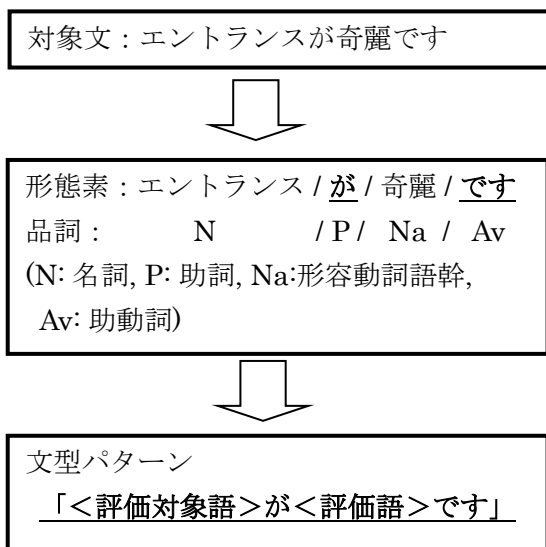 対象文：エントランスが奇麗です
形態素：エントランス / が / 奇麗 / です
品詞： N / P / Na / Av
(N: 名詞, P: 助詞, Na:形容動詞語幹,
Av: 助動詞)
文型パターン
「＜評価対象語＞が＜評価語＞です」